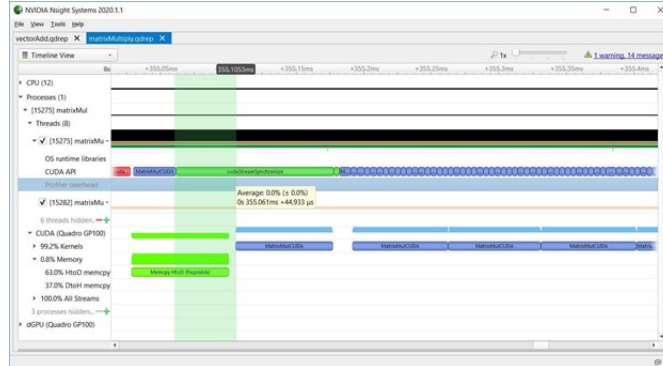 NVIDIA Nsight Systems 2020.1.1
File View Tools Help
vectorAdd.qdrep X matrixMultiply.qdrep X
Timeline View
1x
1 warning, 14 message
0s +355.05ms 355.1053ms +355.15ms +355.2ms +355.25ms +355.3ms +355.35ms +355.4ms
CPU (12)
Processes (1)
[15275] matrixMul
Threads (8)
[15275] matrixMu
OS runtime libraries
CUDA API
MatrixMulCUDA cudaStreamSynchronize
Profiler overhead
Average: 0.0% (± 0.0%)
0s 355.061ms +44.933 µs
[15282] matrixMu
6 threads hidden...
CUDA (Quadro GP100)
99.2% Kernels
MatrixMulCUDA MatrixMulCUDA MatrixMulCUDA MatrixMulCUDA Matrix
0.8% Memory
63.0% HtoD memcpy
Memcpy HtoD (Pageable)
37.0% DtoH memcpy
100.0% All Streams
3 processes hidden...
dGPU (Quadro GP100)